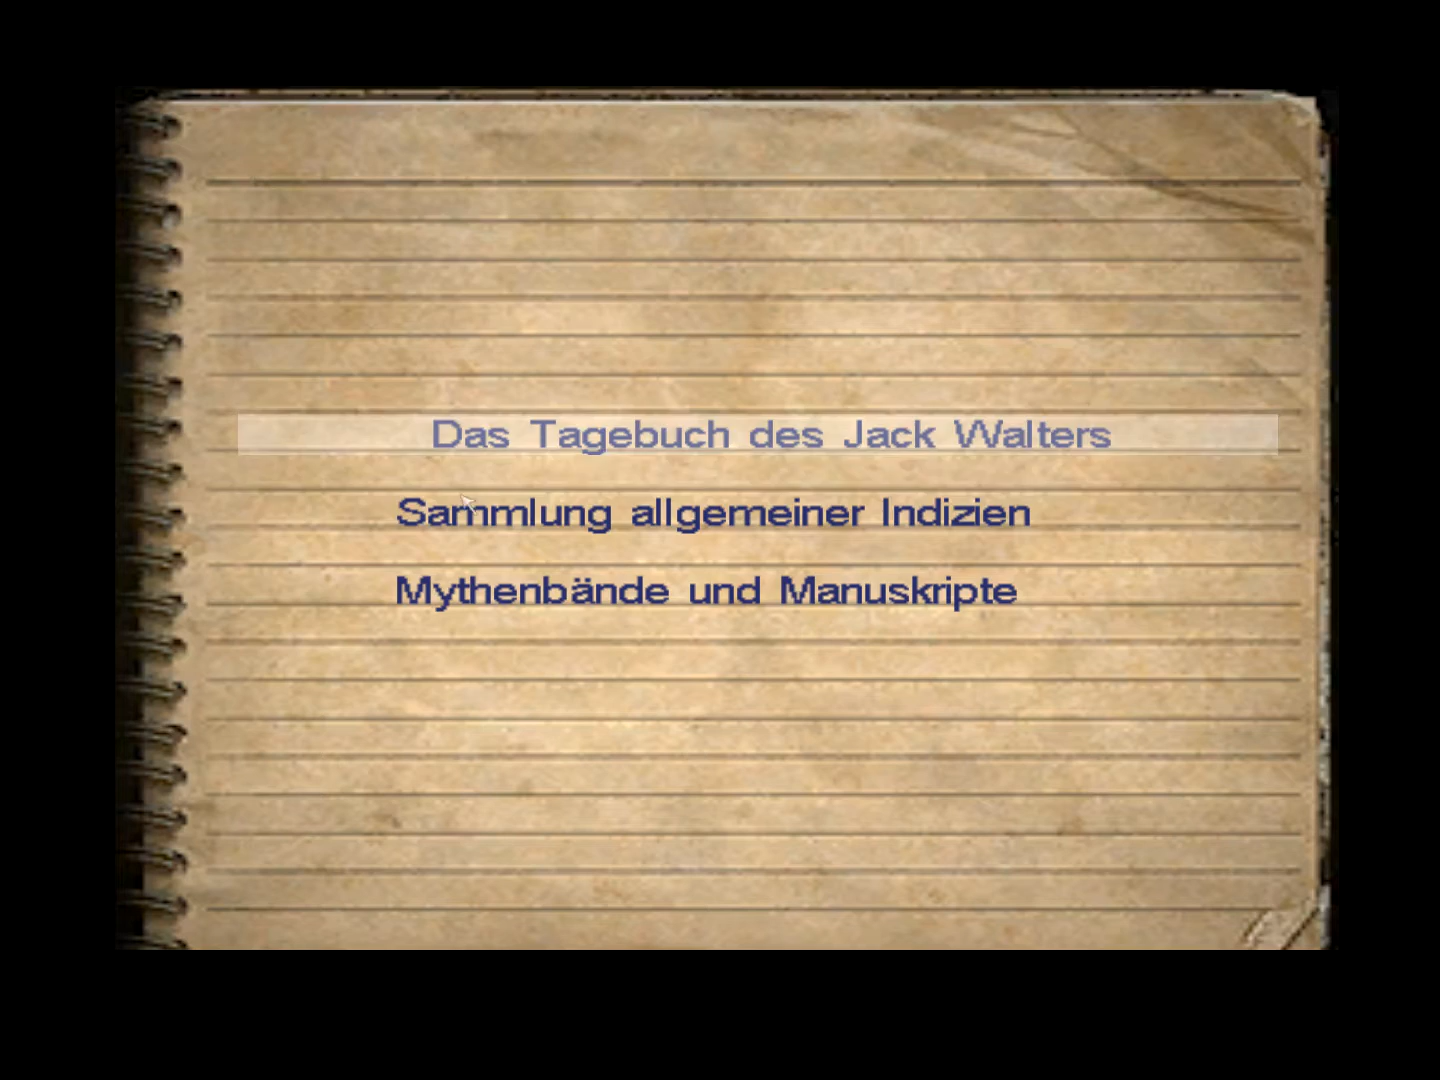 Das Tagebuch des Jack Walters
Sammlung allgemeiner Indizien
Mythenbände und Manuskripte